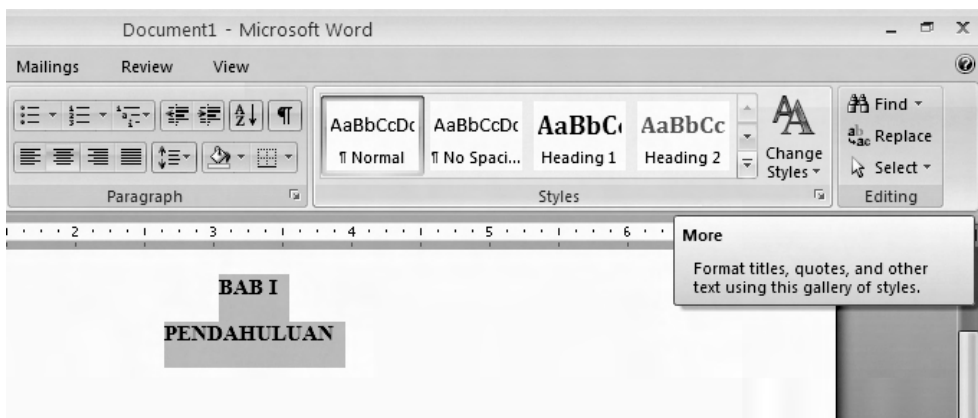 Document1 - Microsoft Word
Mailings Review View
AaBbCcDc AaBbCcDc AaBbC AaBbCc
¶ Normal ¶ No Spaci... Heading 1 Heading 2
Change
Styles
Find
Replace
Select
Paragraph Styles Editing
2 3 4 5 6
More
Format titles, quotes, and other
text using this gallery of styles.
BAB I
PENDAHULUAN